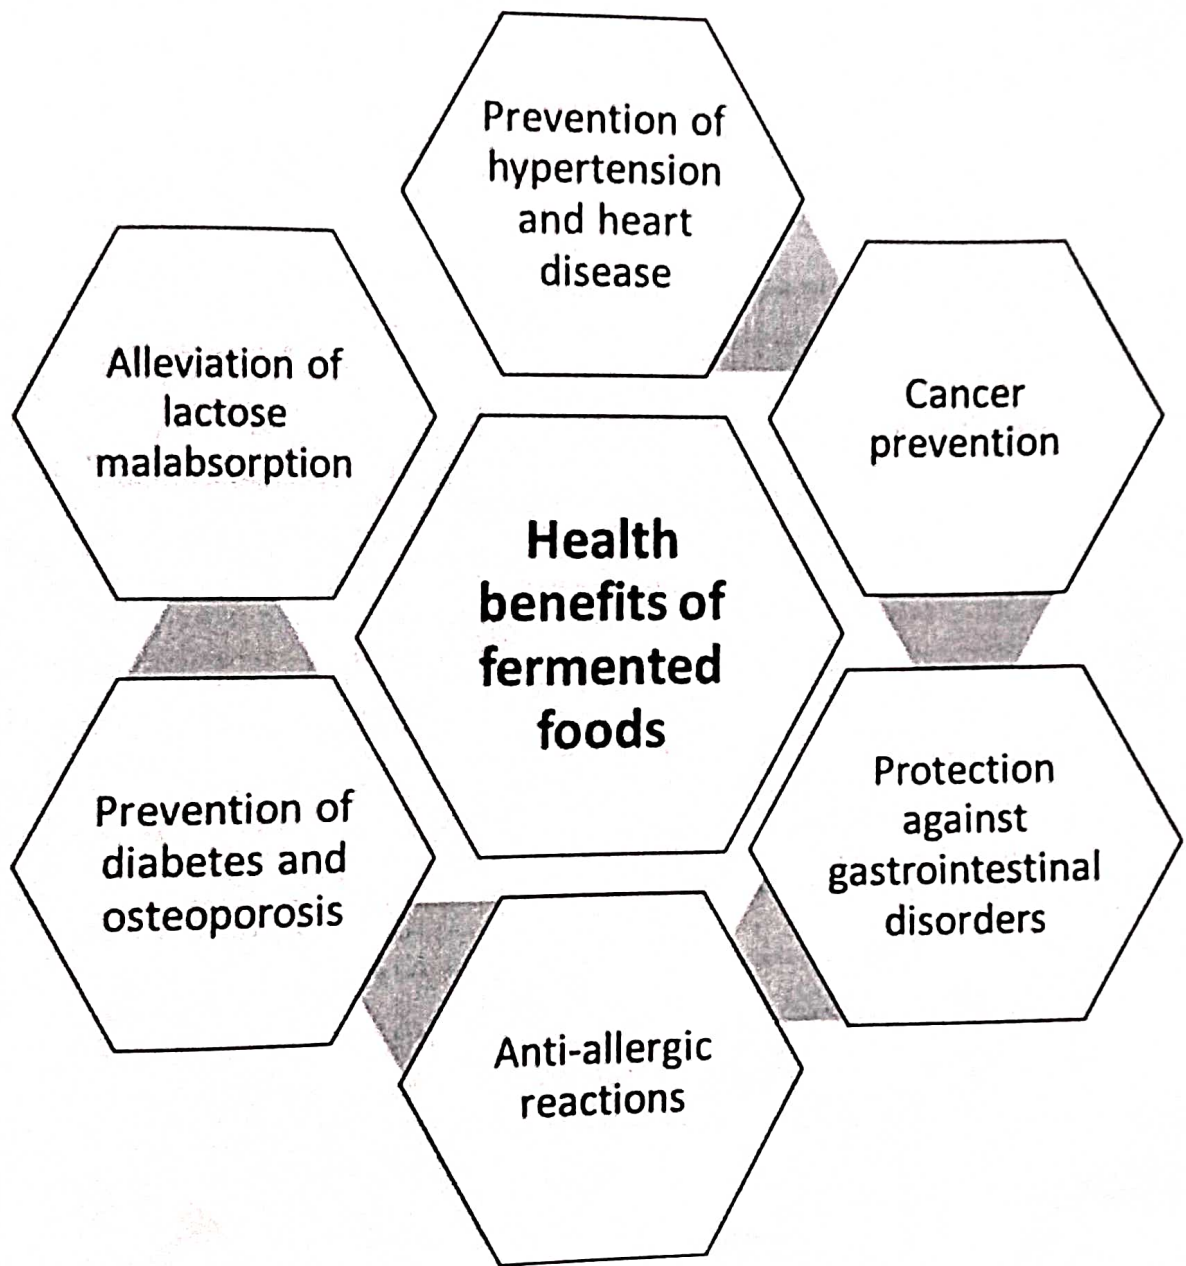 Prevention of
hypertension
and heart
disease
Cancer
prevention
Protection
against
gastrointestinal
disorders
Anti-allergic
reactions
Prevention of
diabetes and
osteoporosis
Alleviation of
lactose
malabsorption
Health
benefits of
fermented
foods